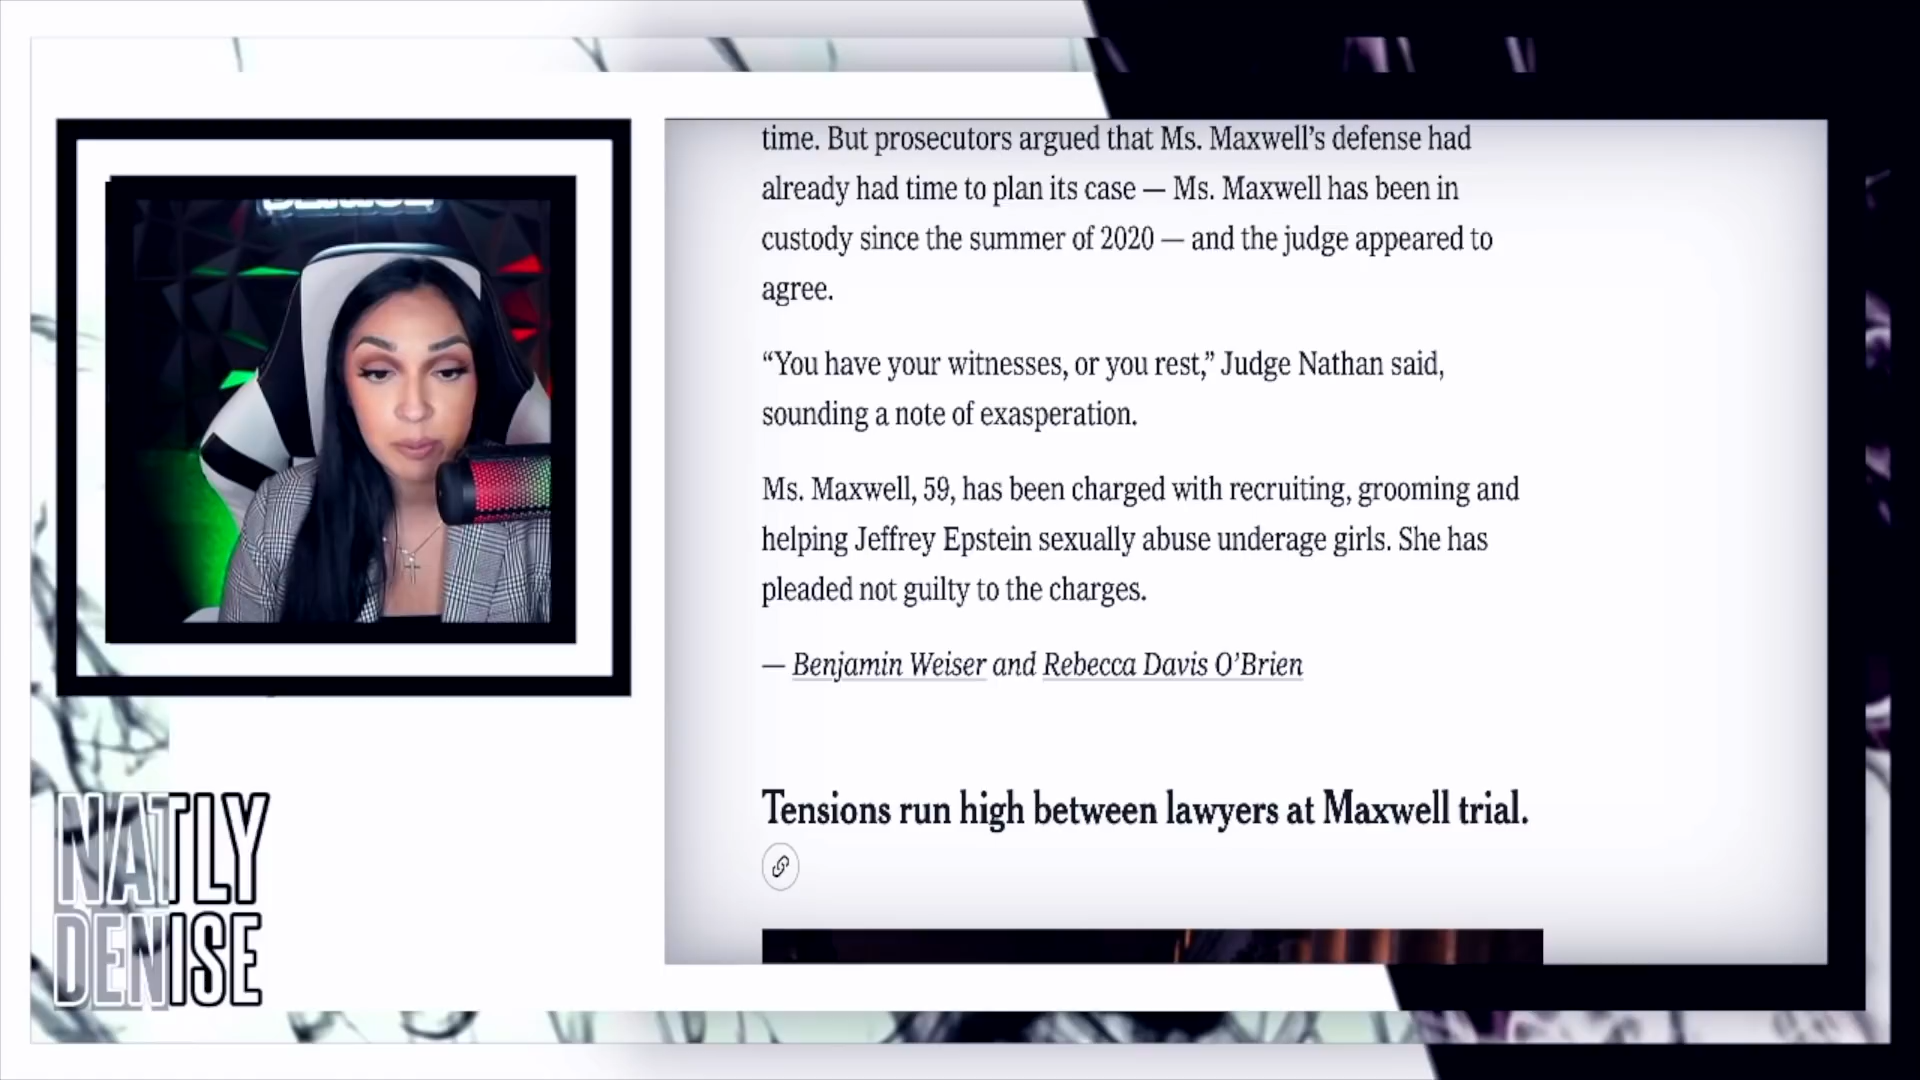 time. But prosecutors argued that Ms. Maxwell’s defense had
already had time to plan its case — Ms. Maxwell has been in
custody since the summer of 2020 — and the judge appeared to
agree.
“You have your witnesses, or you rest,” Judge Nathan said,
sounding a note of exasperation.
Ms. Maxwell, 59, has been charged with recruiting, grooming and
helping Jeffrey Epstein sexually abuse underage girls. She has
pleaded not guilty to the charges.
— Benjamin Weiser and Rebecca Davis O’Brien
Tensions run high between lawyers at Maxwell trial.
NATLY
DENISE